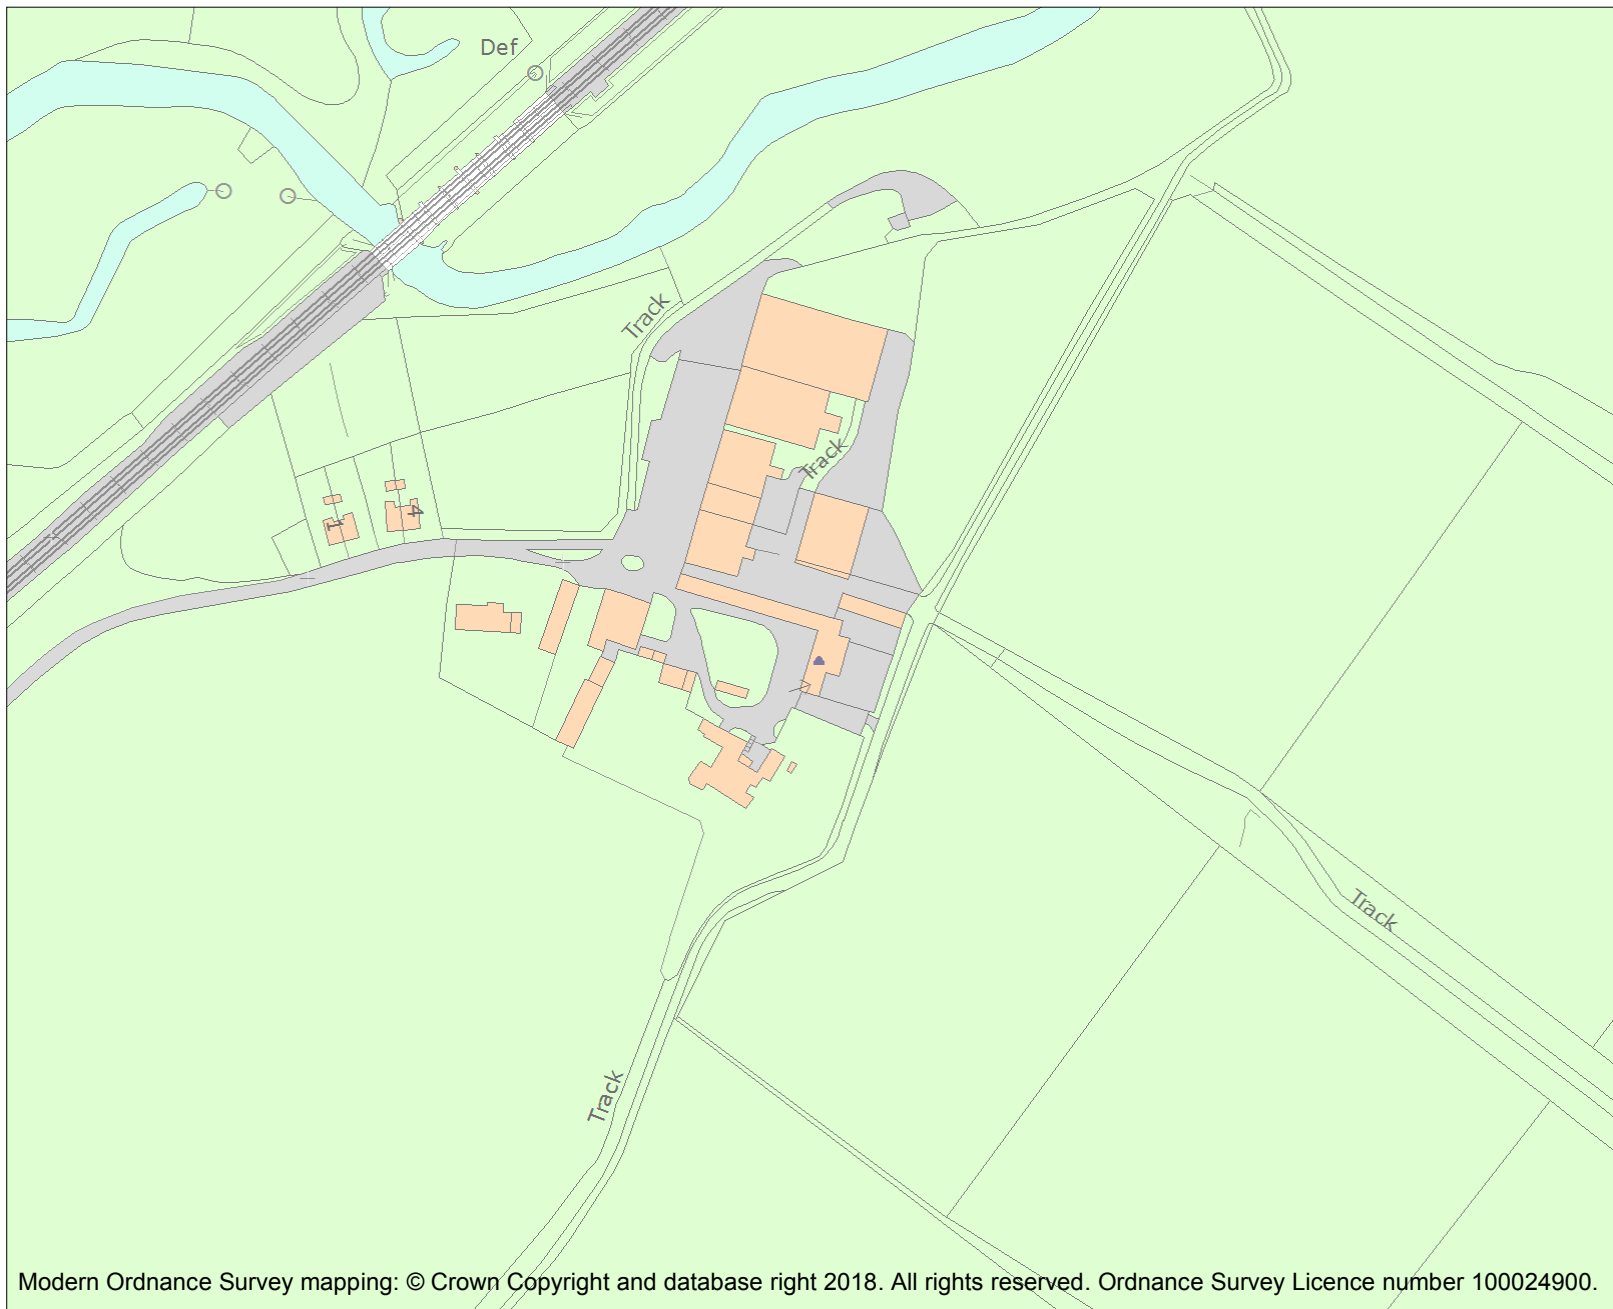 Def
Track
Track
1
4
Track
Track
Modern Ordnance Survey mapping: © Crown Copyright and database right 2018. All rights reserved. Ordnance Survey Licence number 100024900.